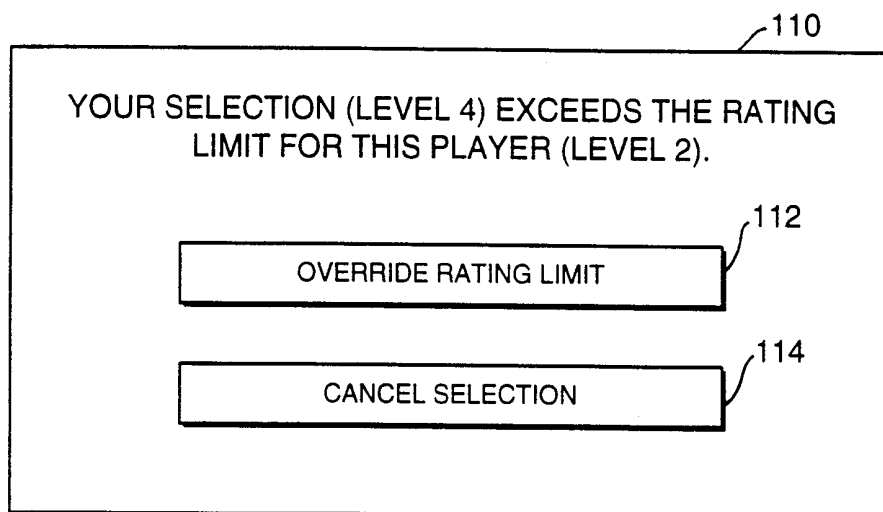 110
YOUR SELECTION (LEVEL 4) EXCEEDS THE RATING
LIMIT FOR THIS PLAYER (LEVEL 2).
112
OVERRIDE RATING LIMIT
114
CANCEL SELECTION